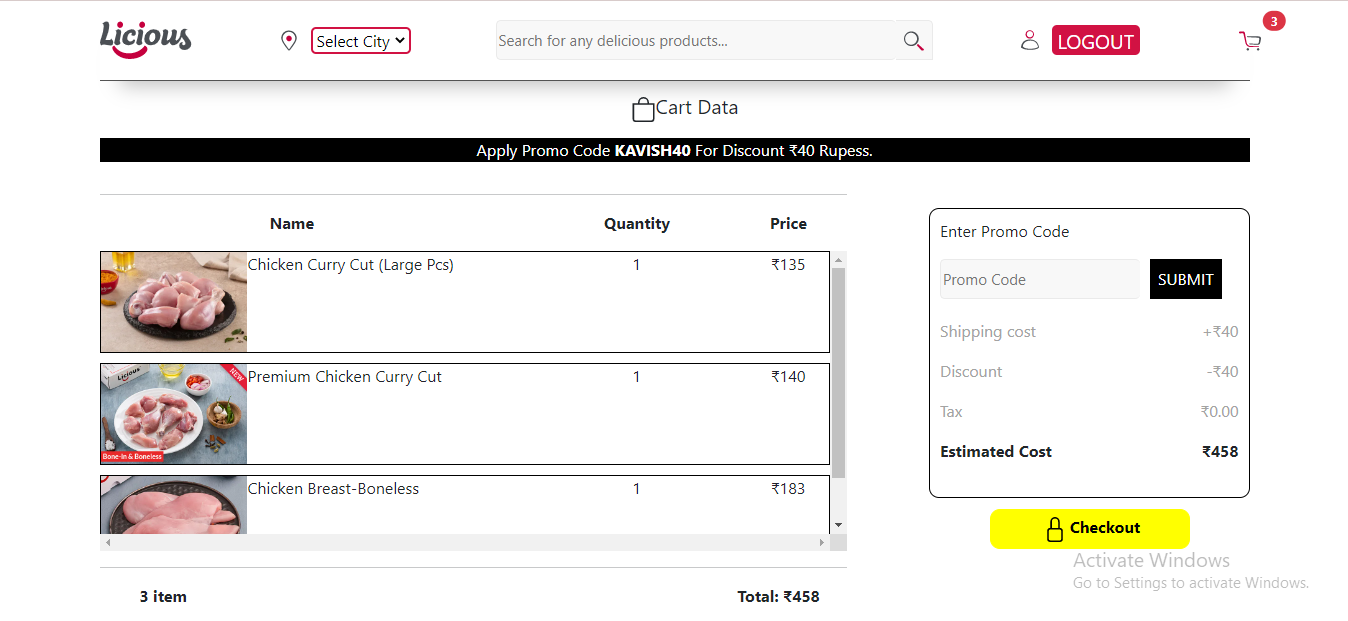 Licious
Select City
Search for any delicious products...
LOGOUT
3
Cart Data
Apply Promo Code KAVISH40 For Discount ₹40 Rupess.
Name Quantity Price
Chicken Curry Cut (Large Pcs) 1 ₹135
Licious
NEW
Premium Chicken Curry Cut 1 ₹140
Bone-in & Boneless
Chicken Breast-Boneless 1 ₹183
3 item Total: ₹458
Enter Promo Code
Promo Code SUBMIT
Shipping cost +₹40
Discount -₹40
Tax ₹0.00
Estimated Cost ₹458
Checkout
Activate Windows
Go to Settings to activate Windows.